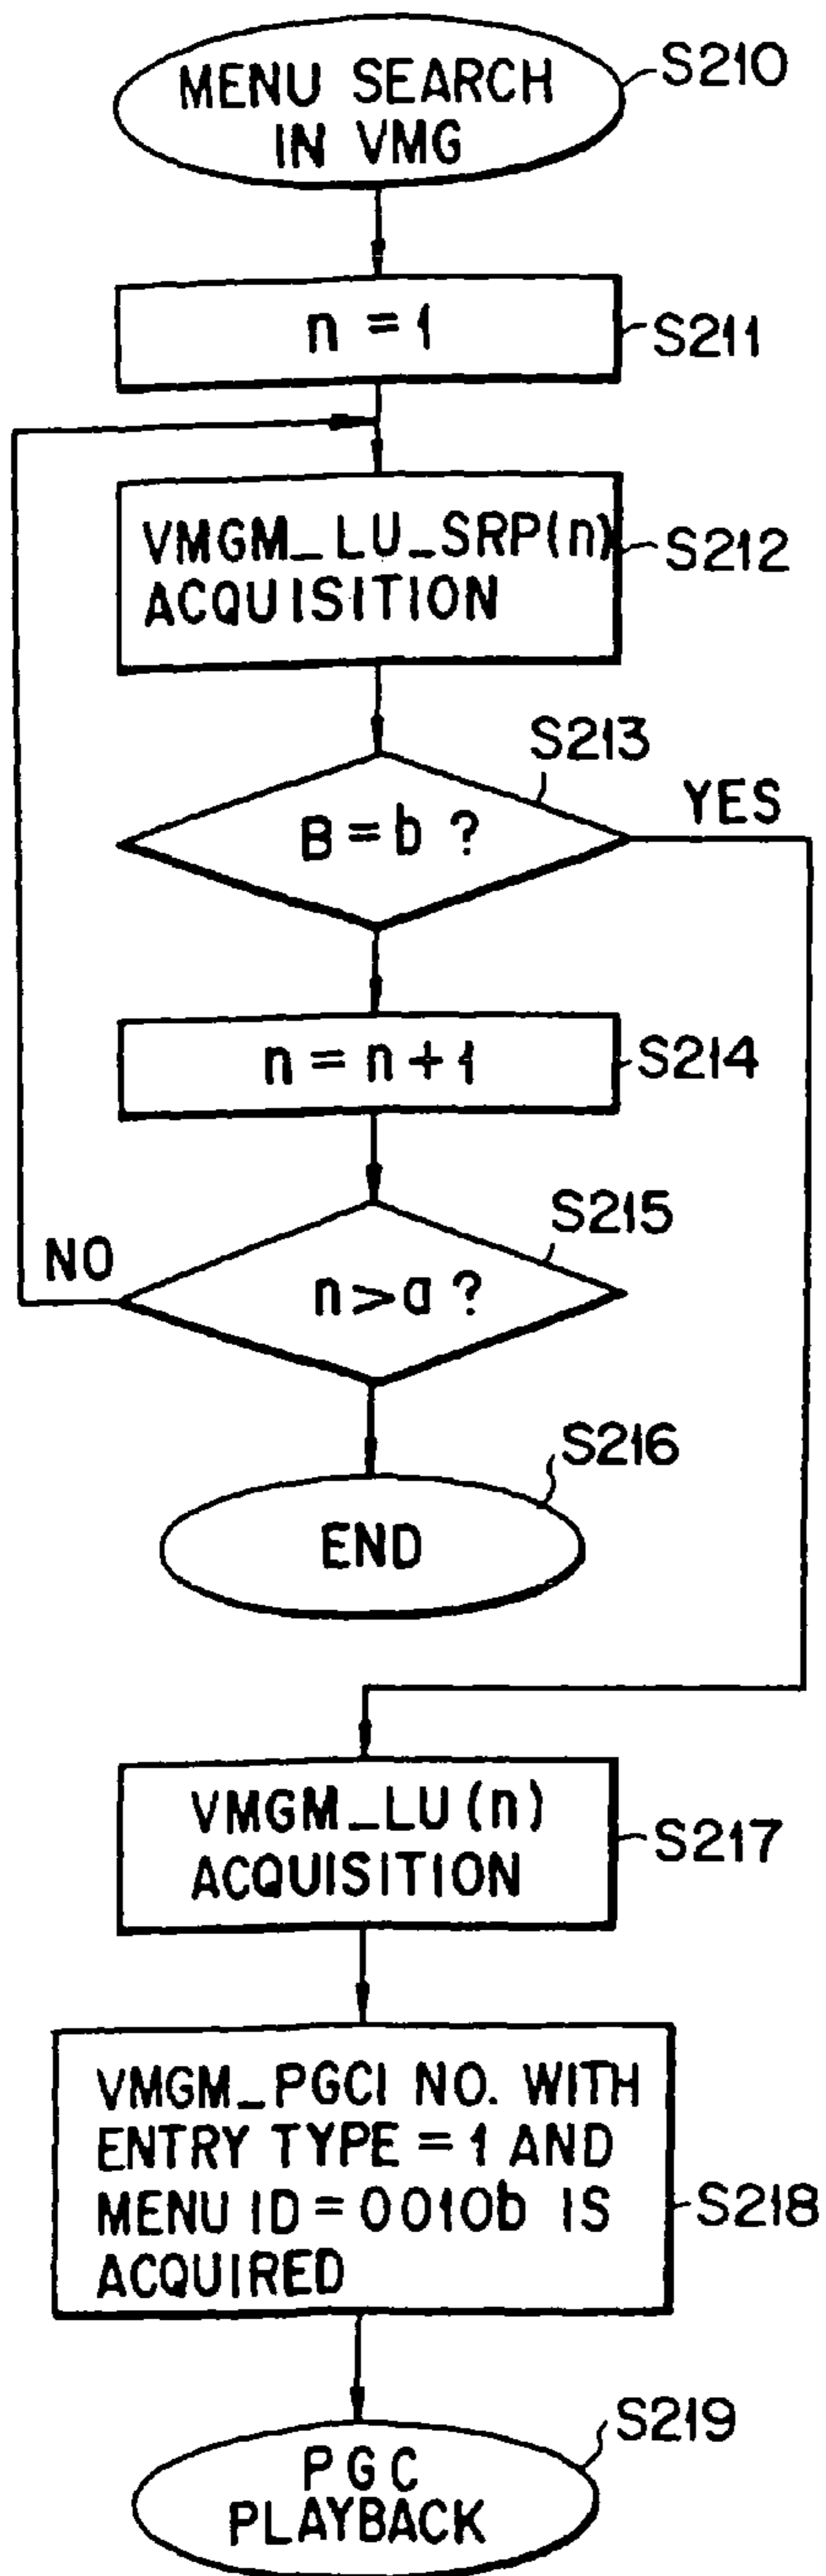 MENU SEARCH
IN VMG
S210
n = 1
S211
VMGM_LU_SRP(n)
ACQUISITION
S212
S213
B = b ?
YES
n = n + 1
S214
S215
NO
n > a ?
S216
END
VMGM_LU (n)
ACQUISITION
S217
VMGM_PGCI NO. WITH
ENTRY TYPE = 1 AND
MENU ID = 0010b IS
ACQUIRED
S218
S219
PGC
PLAYBACK